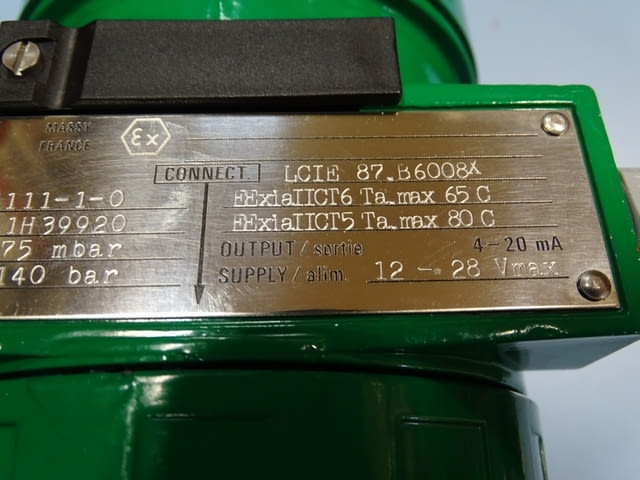 MASSY
FRANCE
εx
CONNECT.
LCIE 87.B6008X
EExiaIICT6 Ta.max 65 C
EExiaIICT5 Ta.max 80 C
OUTPUT / sortie 4-20 mA
SUPPLY / alim. 12 - 28 Vmax
111-1-0
1H39920
75 mbar
140 bar